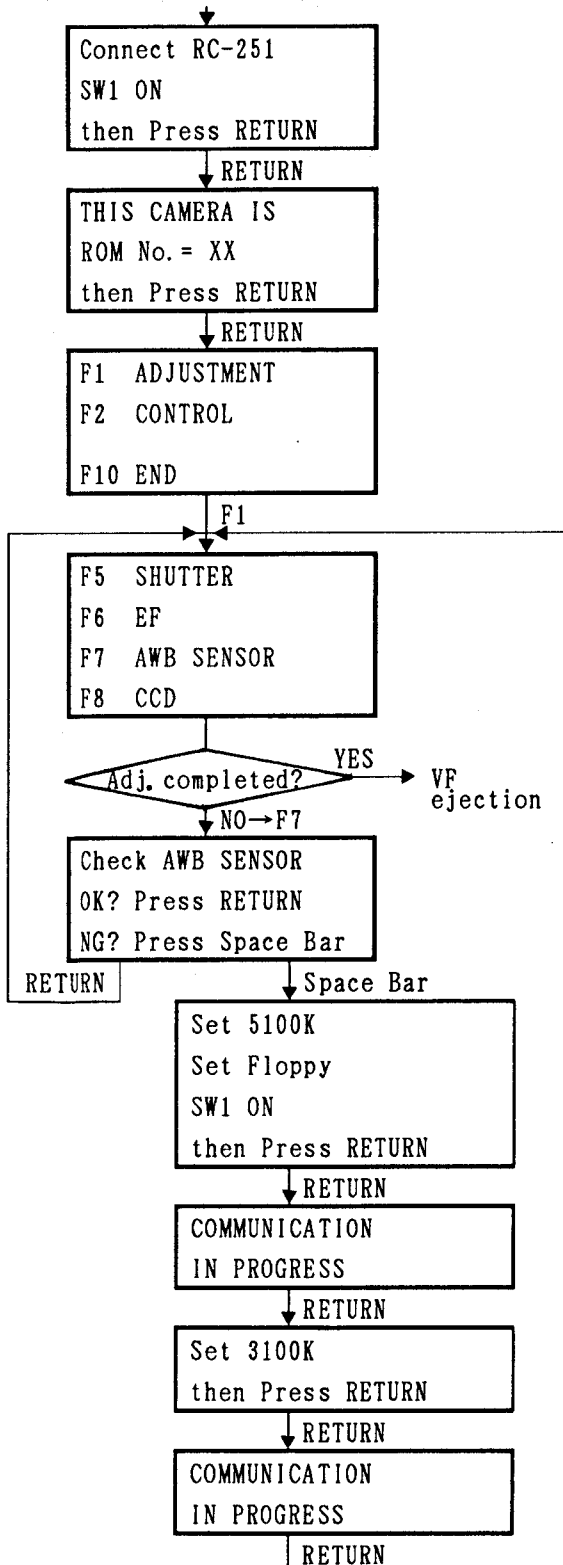 Connect RC-251
SW1 ON
then Press RETURN
RETURN
THIS CAMERA IS
ROM No. = XX
then Press RETURN
RETURN
F1 ADJUSTMENT
F2 CONTROL
F10 END
F1
F5 SHUTTER
F6 EF
F7 AWB SENSOR
F8 CCD
Adj. completed?
YES
VF
ejection
NO→F7
Check AWB SENSOR
OK? Press RETURN
NG? Press Space Bar
RETURN
Space Bar
Set 5100K
Set Floppy
SW1 ON
then Press RETURN
RETURN
COMMUNICATION
IN PROGRESS
RETURN
Set 3100K
then Press RETURN
RETURN
COMMUNICATION
IN PROGRESS
RETURN